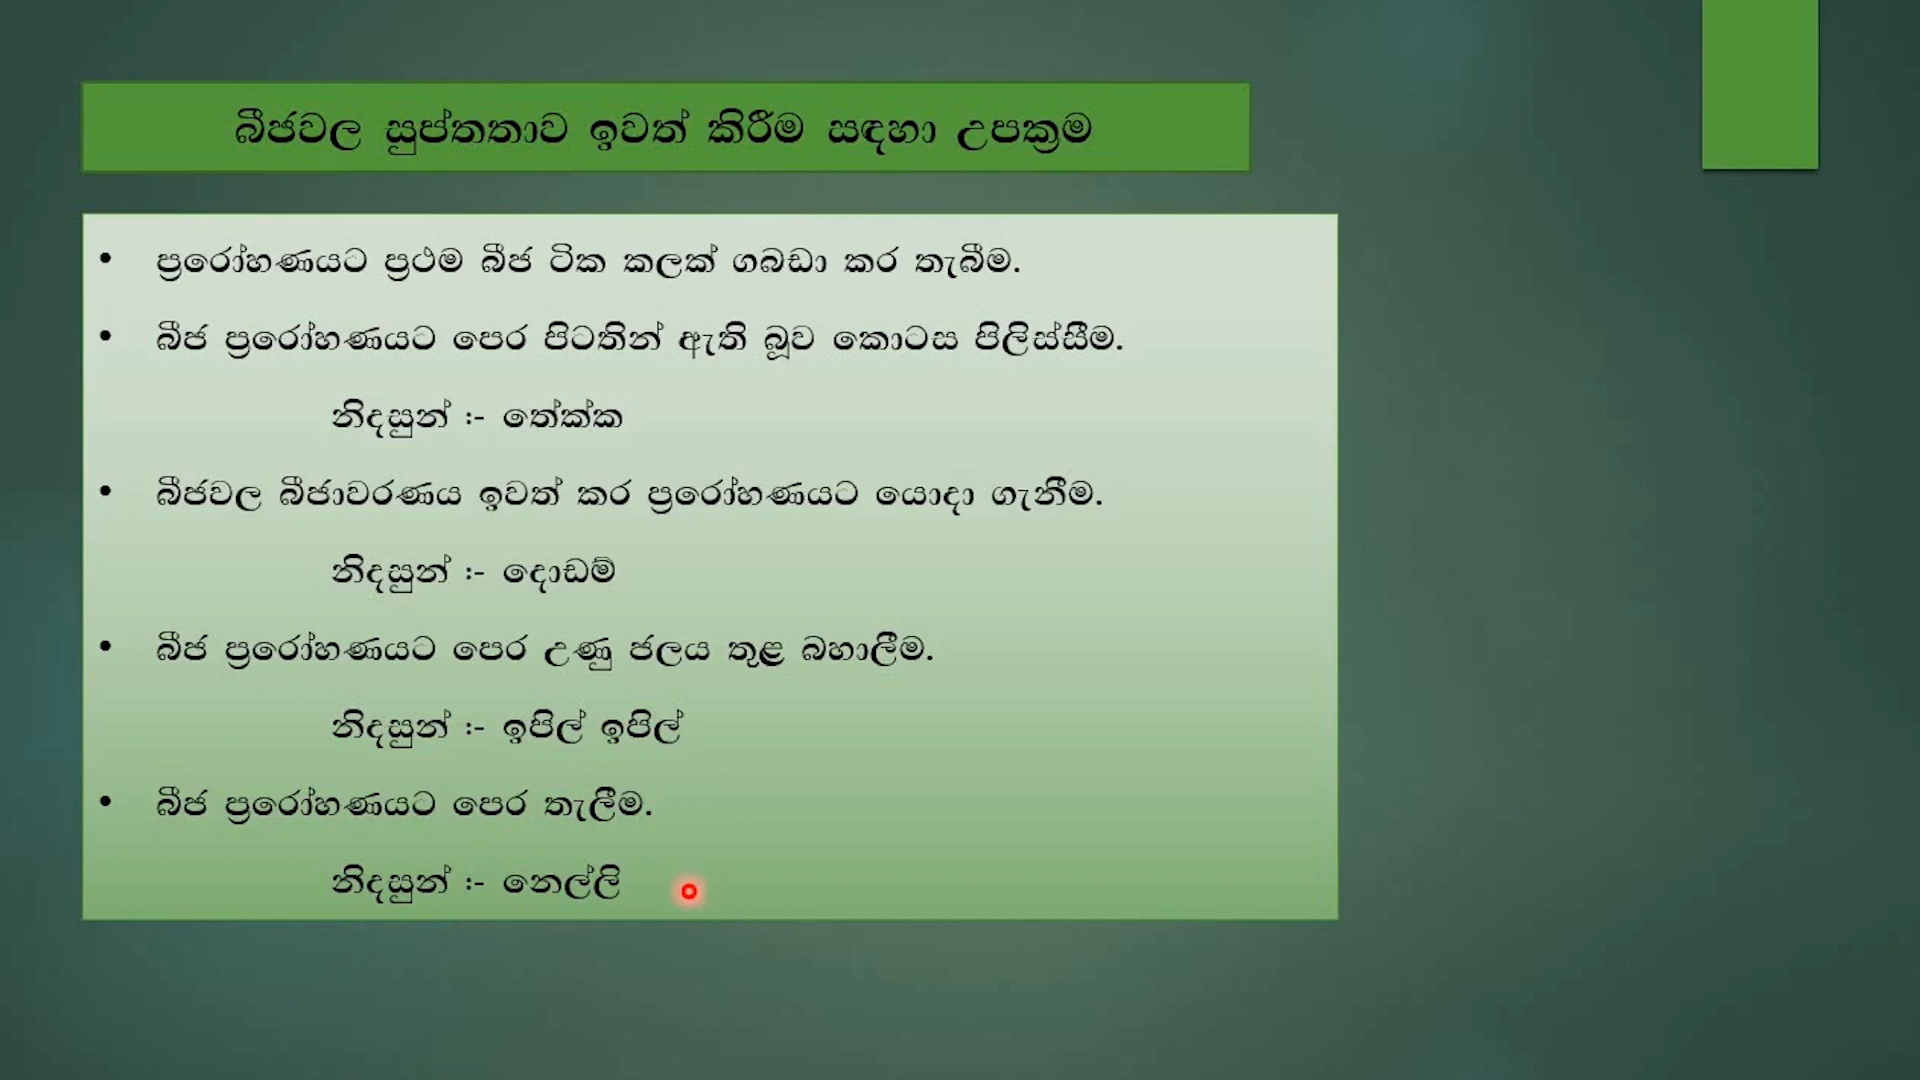 බීජවල සුප්තතාව ඉවත් කිරීම සඳහා උපක්‍රම
• ප්‍රරෝහණයට ප්‍රථම බීජ ටික කලක් ගබඩා කර තැබීම.
• බීජ ප්‍රරෝහණයට පෙර පිටතින් ඇති බූව කොටස පිලිස්සීම.
නිදසුන් :- තේක්ක
• බීජවල බීජාවරණය ඉවත් කර ප්‍රරෝහණයට යොදා ගැනීම.
නිදසුන් :- දොඩම්
• බීජ ප්‍රරෝහණයට පෙර උණු ජලය තුළ බහාලීම.
නිදසුන් :- ඉපිල් ඉපිල්
• බීජ ප්‍රරෝහණයට පෙර තැලීම.
නිදසුන් :- නෙල්ලි